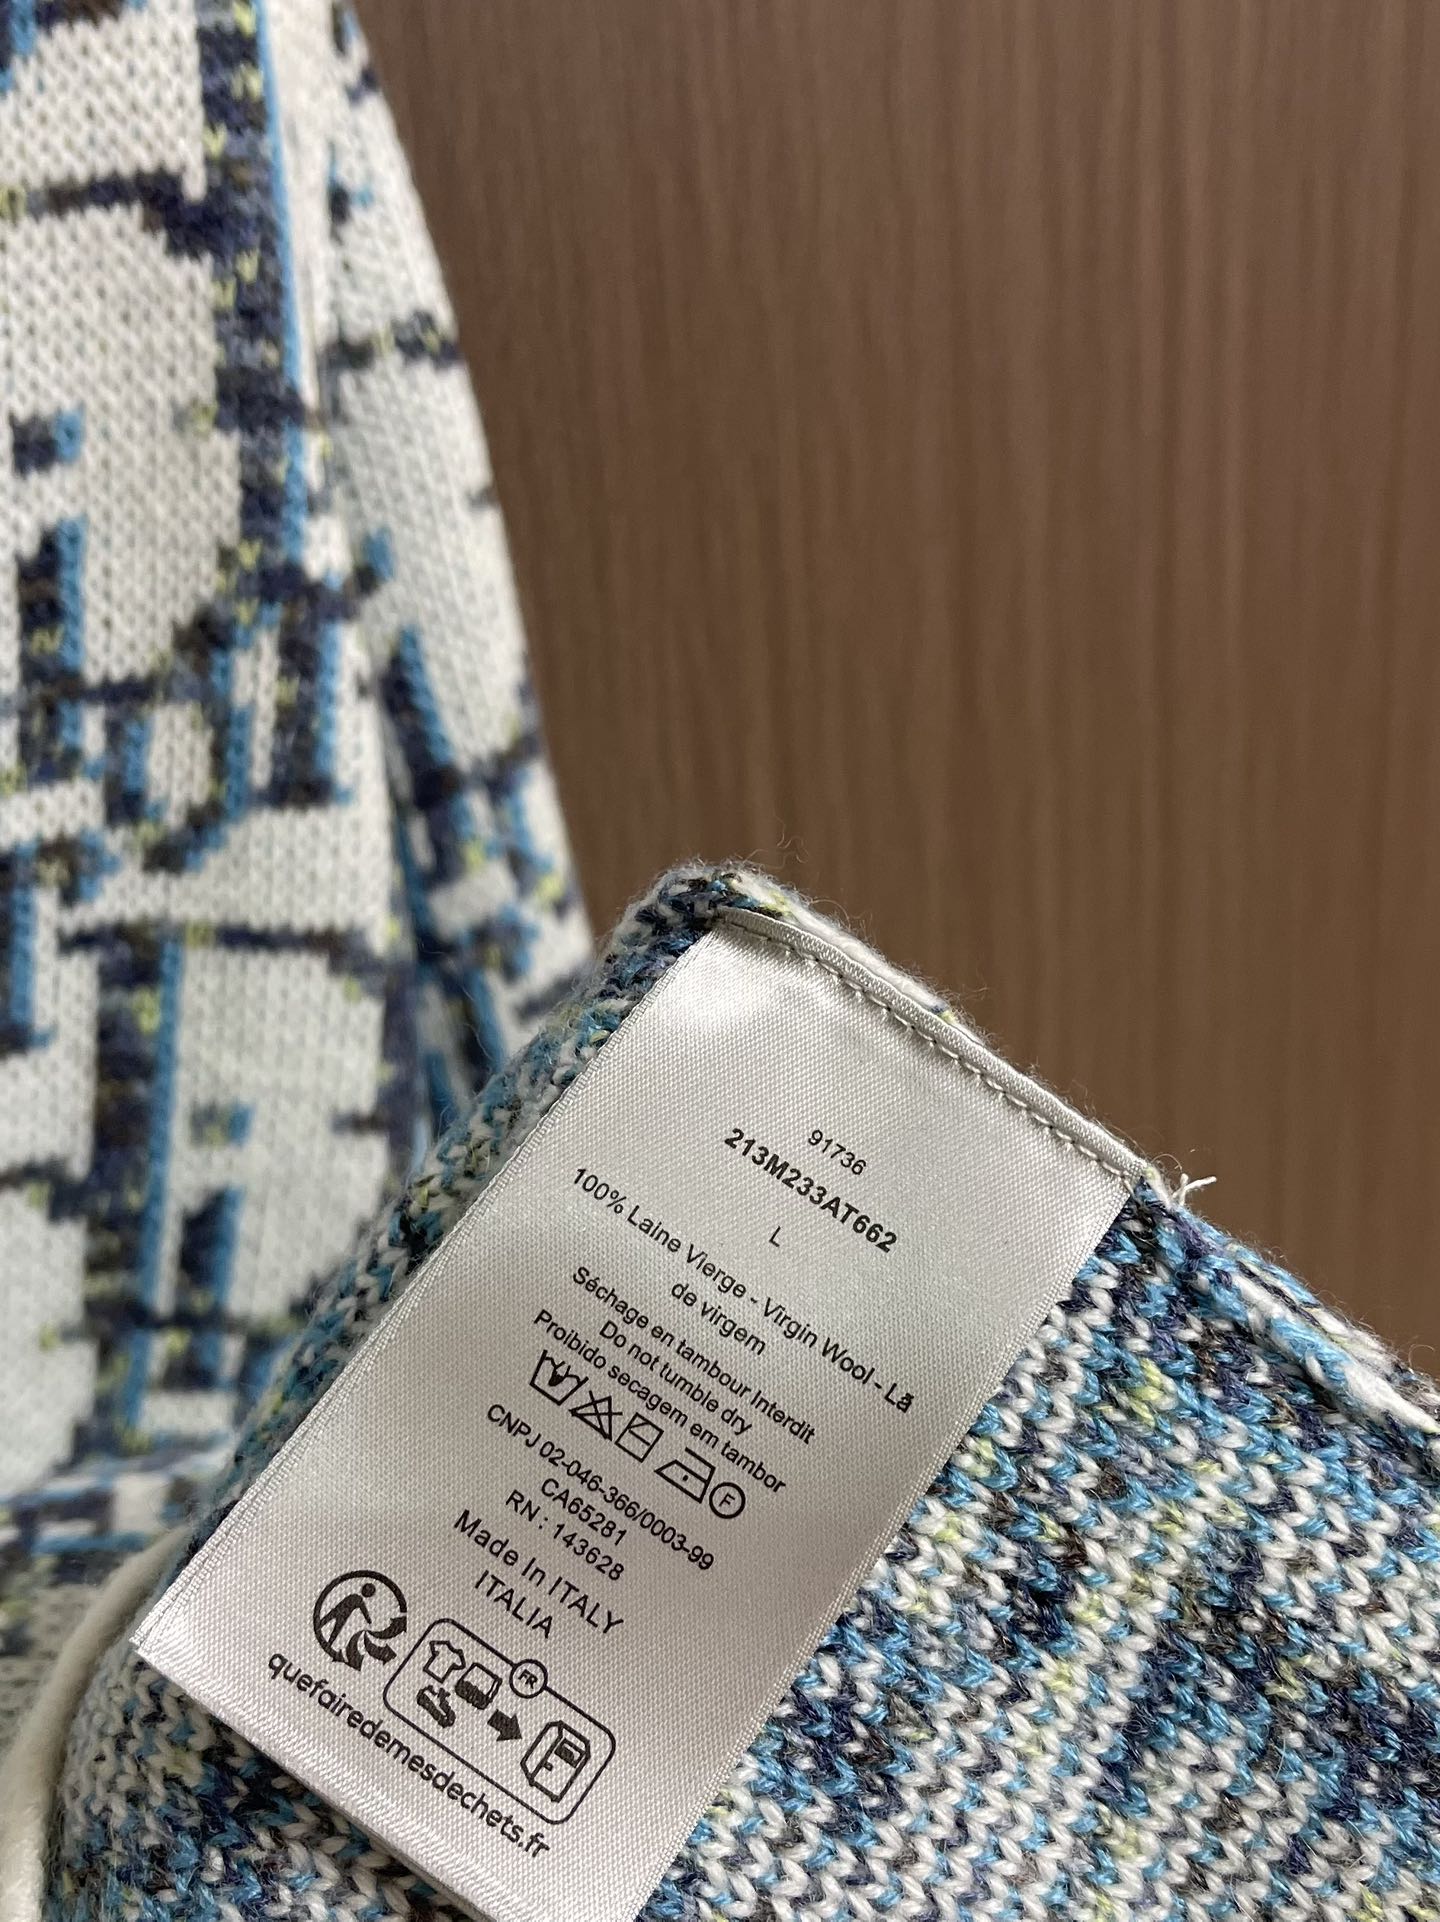 91736
213M233AT662
L
100% Laine Vierge - Virgin Wool - Lã
de virgem
Séchage en tambour Interdit
Do not tumble dry
Proibido secagem em tambor
F
CNPJ 02-046-366/0003-99
CA65281
RN : 143628
Made In ITALY
ITALIA
FR
quefairedemesdechets.fr